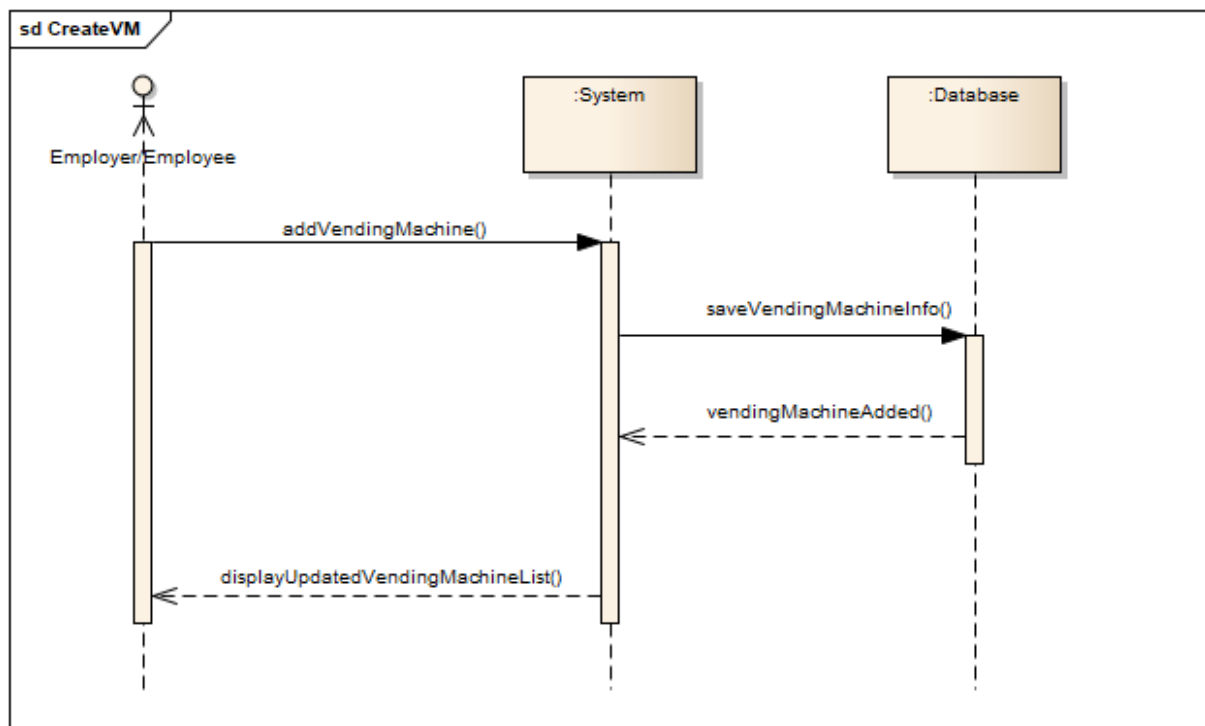 sd CreateVM
:System
:Database
Employer/Employee
addVendingMachine()
saveVendingMachineInfo()
vendingMachineAdded()
displayUpdatedVendingMachineList()